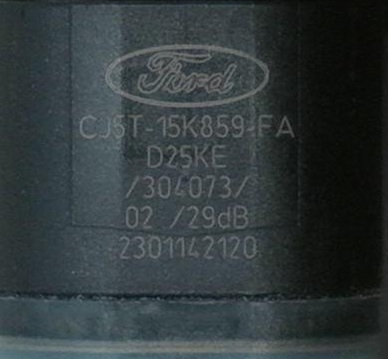 Ford
CJ5T-15K859-FA
D25KE
/304073/
02 /29dB
2301142120